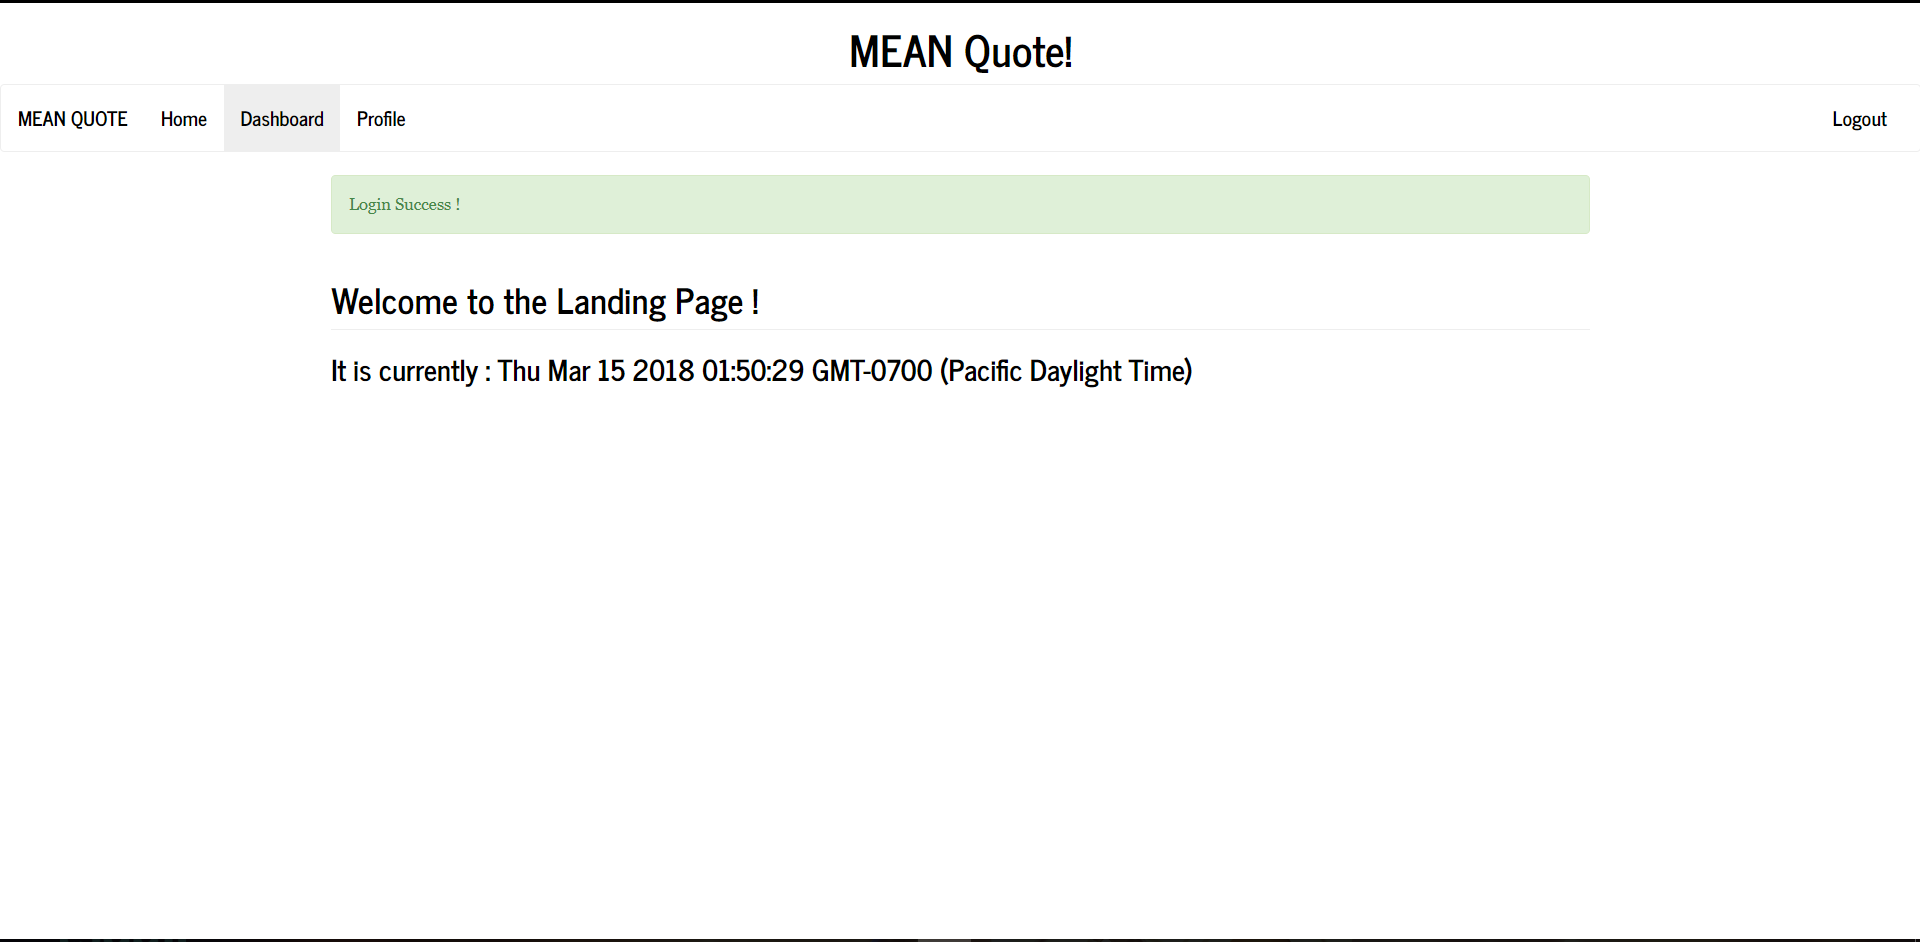 MEAN Quote!
MEAN QUOTE Home Dashboard Profile Logout
Login Success !
Welcome to the Landing Page !
It is currently : Thu Mar 15 2018 01:50:29 GMT-0700 (Pacific Daylight Time)